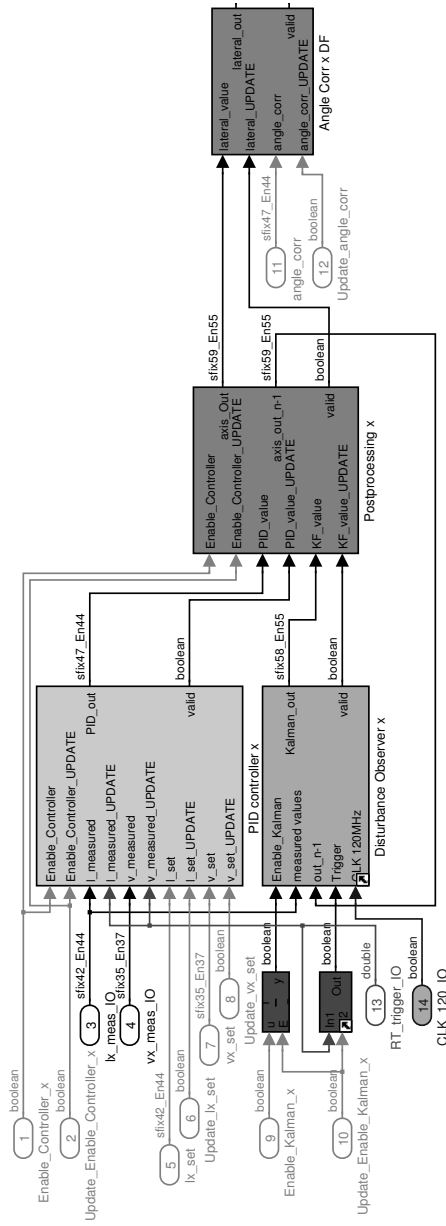 1
boolean
Enable_Controller_x
2
boolean
Update_Enable_Controller_x
3
sfix42_En44
lx_meas_IO
4
sfix35_En37
vx_meas_IO
5
sfix42_En44
lx_set
6
boolean
Update_lx_set
7
sfix35_En37
vx_set
8
boolean
Update_vx_set
9
boolean
Enable_Kalman_x
10
boolean
Update_Enable_Kalman_x
u
E
y
boolean
In1
Out
boolean
13
double
RT_trigger_IO
14
boolean
CLK_120_IO
Enable_Controller
Enable_Controller_UPDATE
l_measured
l_measured_UPDATE
v_measured
v_measured_UPDATE
l_set
l_set_UPDATE
v_set
v_set_UPDATE
PID_out
valid
PID controller x
sfix47_En44
boolean
Enable_Kalman
measured values
out_n-1
Trigger
CLK 120MHz
Kalman_out
valid
Disturbance Observer x
sfix58_En55
boolean
Enable_Controller
Enable_Controller_UPDATE
PID_value
PID_value_UPDATE
KF_value
KF_value_UPDATE
axis_Out
axis_out_n-1
valid
Postprocessing x
sfix59_En55
sfix59_En55
boolean
11
sfix47_En44
angle_corr
12
boolean
Update_angle_corr
lateral_value
lateral_UPDATE
angle_corr
angle_corr_UPDATE
lateral_out
valid
Angle Corr x DF